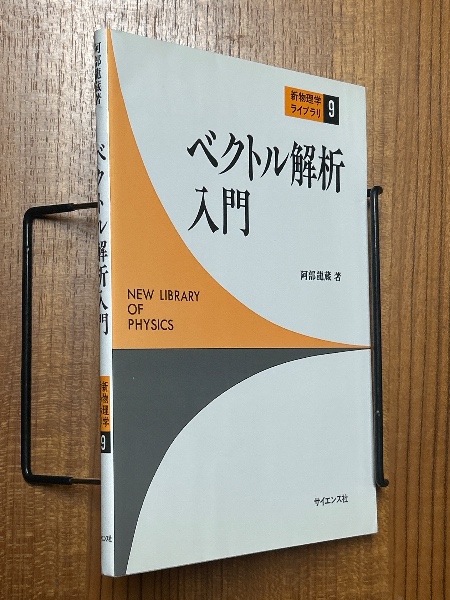 新物理学
ライブラリ
9
ベクトル解析
入門
阿部龍蔵 著
NEW LIBRARY
OF
PHYSICS
サイエンス社
阿部龍蔵著
ベクトル解析入門
新物理学
9